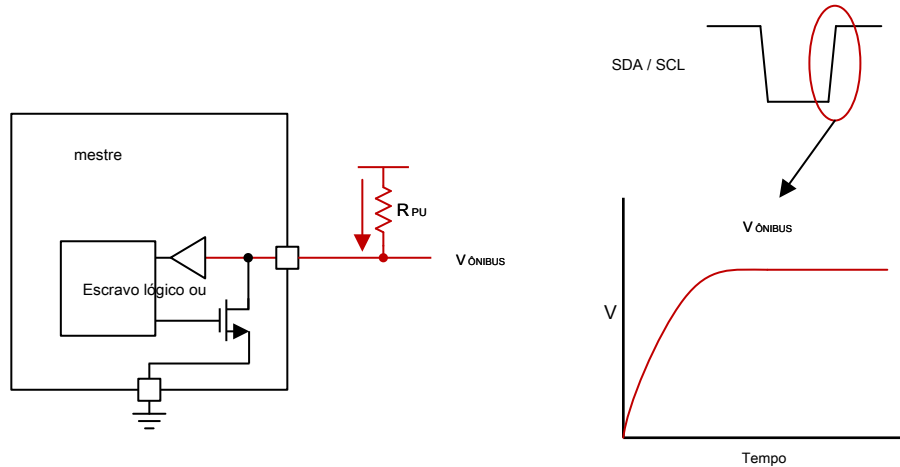 SDA / SCL
mestre
R PU
V ÔNIBUS
V ÔNIBUS
Escravo lógico ou
V
Tempo